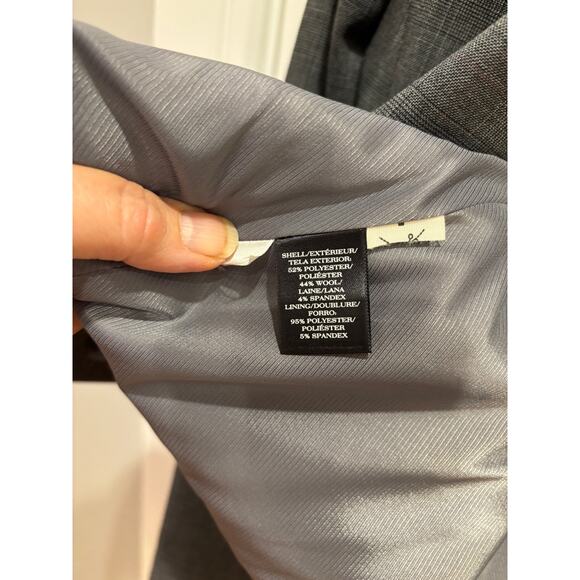 SHELL/EXTÉRIEUR/
TELA EXTERIOR:
52% POLYESTER/
POLIÉSTER
44% WOOL/
LAINE/LANA
4% SPANDEX
LINING/DOUBLURE/
FORRO:
95% POLYESTER/
POLIÉSTER
5% SPANDEX